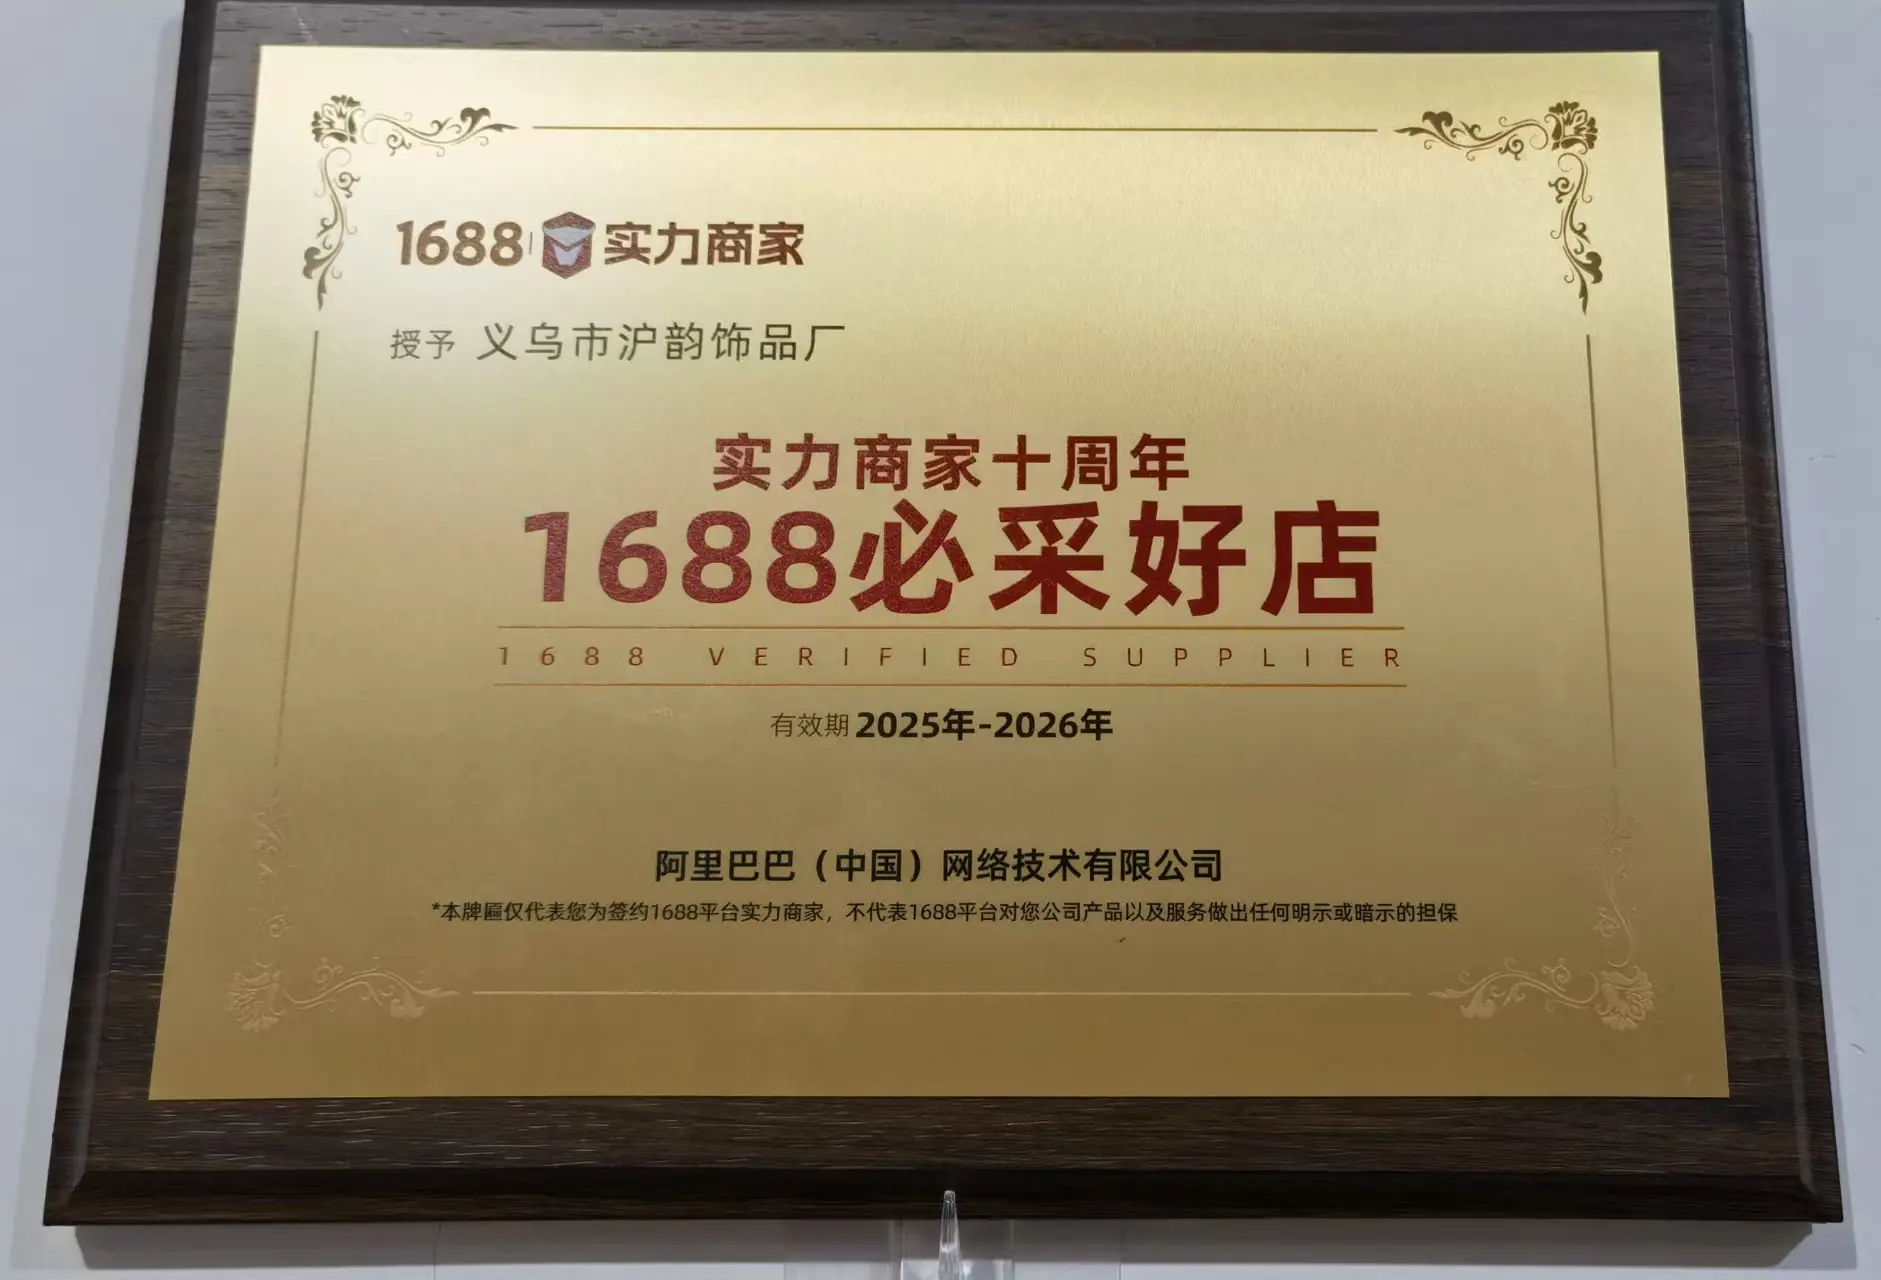 1688 实力商家
授予 义乌市沪韵饰品厂
实力商家十周年
1688必采好店
1688 VERIFIED SUPPLIER
有效期 2025年-2026年
阿里巴巴（中国）网络技术有限公司
*本牌匾仅代表您为签约1688平台实力商家，不代表1688平台对您公司产品以及服务做出任何明示或暗示的担保